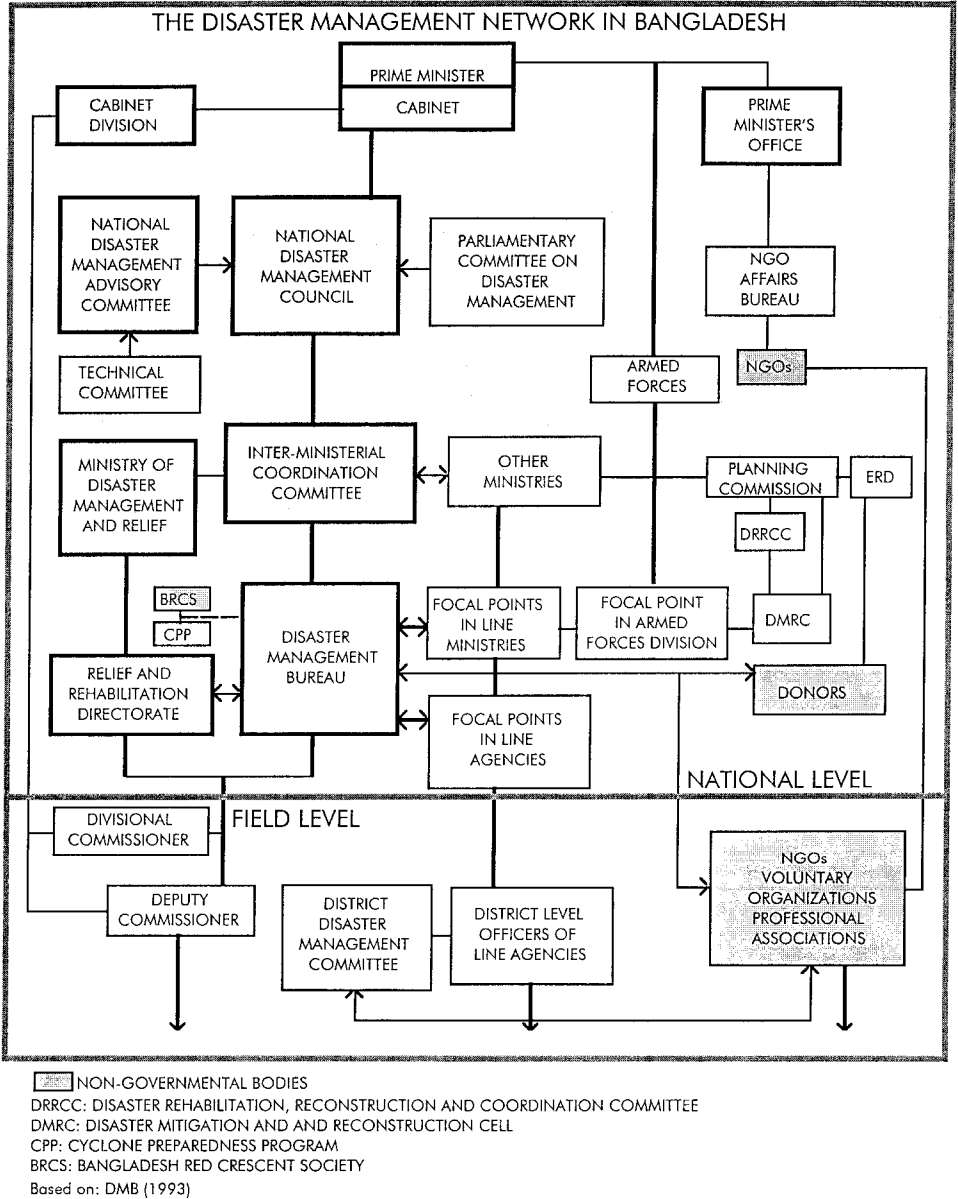 THE DISASTER MANAGEMENT NETWORK IN BANGLADESH
PRIME MINISTER
CABINET
CABINET
DIVISION
PRIME
MINISTER'S
OFFICE
NATIONAL
DISASTER
MANAGEMENT
ADVISORY
COMMITTEE
NATIONAL
DISASTER
MANAGEMENT
COUNCIL
PARLIAMENTARY
COMMITTEE ON
DISASTER
MANAGEMENT
NGO
AFFAIRS
BUREAU
TECHNICAL
COMMITTEE
ARMED
FORCES
NGOs
MINISTRY OF
DISASTER
MANAGEMENT
AND RELIEF
INTER-MINISTERIAL
COORDINATION
COMMITTEE
OTHER
MINISTRIES
PLANNING
COMMISSION
ERD
DRRCC
BRCS
CPP
DISASTER
MANAGEMENT
BUREAU
FOCAL POINTS
IN LINE
MINISTRIES
FOCAL POINT
IN ARMED
FORCES DIVISION
DMRC
RELIEF AND
REHABILITATION
DIRECTORATE
DONORS
FOCAL POINTS
IN LINE
AGENCIES
NATIONAL LEVEL
FIELD LEVEL
DIVISIONAL
COMMISSIONER
DEPUTY
COMMISSIONER
DISTRICT
DISASTER
MANAGEMENT
COMMITTEE
DISTRICT LEVEL
OFFICERS OF
LINE AGENCIES
NGOs
VOLUNTARY
ORGANIZATIONS
PROFESSIONAL
ASSOCIATIONS
NON-GOVERNMENTAL BODIES
DRRCC: DISASTER REHABILITATION, RECONSTRUCTION AND COORDINATION COMMITTEE
DMRC: DISASTER MITIGATION AND AND RECONSTRUCTION CELL
CPP: CYCLONE PREPAREDNESS PROGRAM
BRCS: BANGLADESH RED CRESCENT SOCIETY
Based on: DMB (1993)